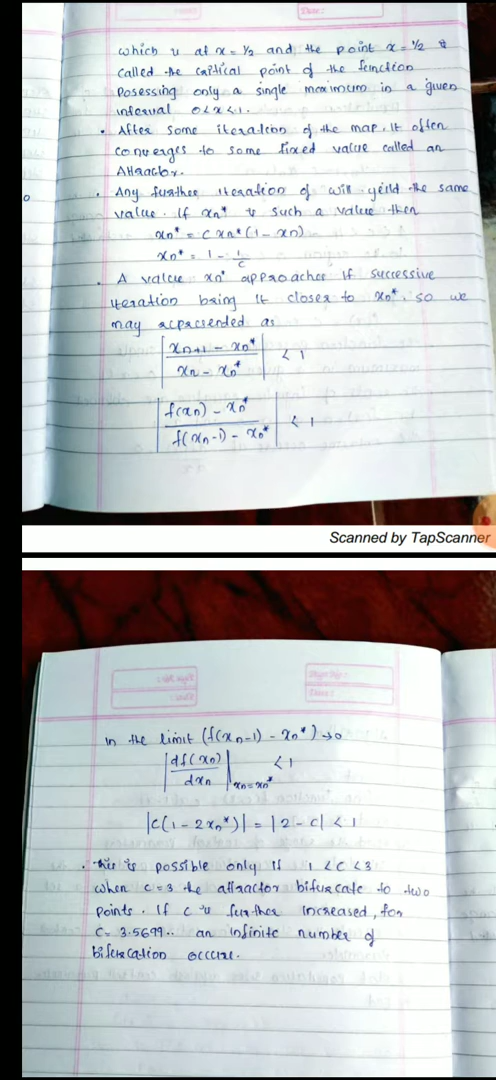 which is at x = 1/2 and the point x = 1/2 is
called the critical point of the function
Posessing only a single maximum in a given
interval 0<x<1.
• After some iteration of the map, it often
converges to some fixed value called an
Attractor.
• Any further iteration of will yeild the same
value. If xn* is such a value then
xn* = c xn* (1 - xn)
xn* = 1 - 1/c
• A value xn* approaches if successive
iteration bring it closer to xn*. so we
may represented as
| xn+1 - xn* / xn - xn* | < 1
| f(xn) - xn* / f(xn-1) - xn* | < 1
Scanned by TapScanner
In the limit (f(xn-1) - xn*) → 0
| df(xn) / dxn | xn=xn* < 1
|c(1 - 2xn*)| = |2 - c| < 1
• this is possible only if 1 < c < 3
when c=3 the attractor bifurcate to two
points. If c is further increased, for
c= 3.5699.. an infinite number of
bifurcation occure.